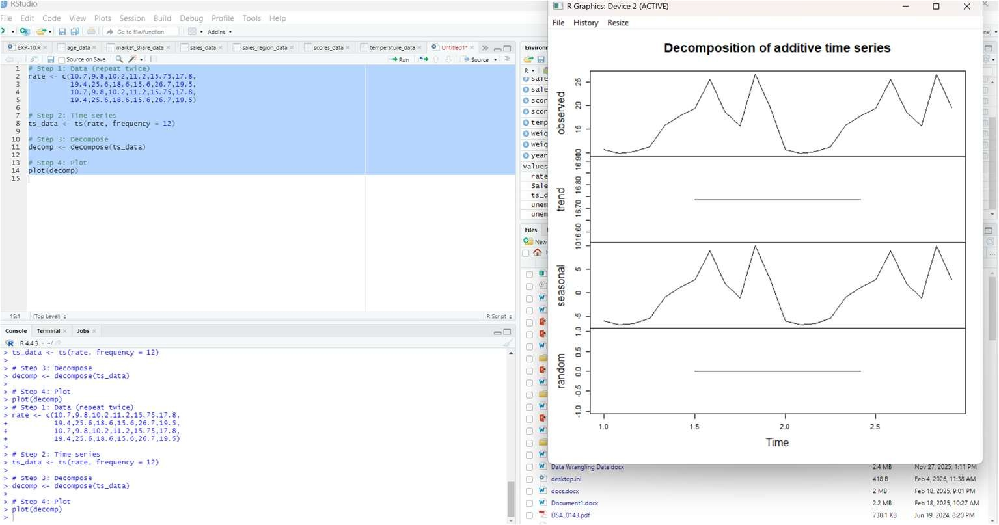 RStudio
File Edit Code View Plots Session Build Debug Profile Tools Help
Go to file/function Addins
EXP-10.R age_data market_share_data sales_data sales_region_data scores_data temperature_data Untitled1*
Source on Save Run Source
1 # Step 1: Data (repeat twice)
2 rate <- c(10.7,9.8,10.2,11.2,15.75,17.8,
3 19.4,25.6,18.6,15.6,26.7,19.5,
4 10.7,9.8,10.2,11.2,15.75,17.8,
5 19.4,25.6,18.6,15.6,26.7,19.5)
6
7 # Step 2: Time series
8 ts_data <- ts(rate, frequency = 12)
9
10 # Step 3: Decompose
11 decomp <- decompose(ts_data)
12
13 # Step 4: Plot
14 plot(decomp)
15
15:1 (Top Level) R Script
Console Terminal Jobs
R 4.4.3 · ~/
> ts_data <- ts(rate, frequency = 12)
>
> # Step 3: Decompose
> decomp <- decompose(ts_data)
>
> # Step 4: Plot
> plot(decomp)
> # Step 1: Data (repeat twice)
> rate <- c(10.7,9.8,10.2,11.2,15.75,17.8,
+ 19.4,25.6,18.6,15.6,26.7,19.5,
+ 10.7,9.8,10.2,11.2,15.75,17.8,
+ 19.4,25.6,18.6,15.6,26.7,19.5)
>
> # Step 2: Time series
> ts_data <- ts(rate, frequency = 12)
>
> # Step 3: Decompose
> decomp <- decompose(ts_data)
>
> # Step 4: Plot
> plot(decomp)
>
Environ
R
sale
scor
scor
temp
weig
weig
year
values
rate
Sale
ts_d
unem
unem
Files
New
R Graphics: Device 2 (ACTIVE)
File History Resize
Decomposition of additive time series
observed
25
20
15
10
trend
16.90
16.80
16.70
16.60
seasonal
10
5
0
-5
random
1.0
0.5
0.0
-0.5
-1.0
1.0 1.5 2.0 2.5
Time
Data Wrangling Date.docx 2.4 MB Nov 27, 2025, 1:11 PM
desktop.ini 418 B Feb 4, 2026, 11:38 AM
docs.docx 2 MB Feb 18, 2025, 9:01 PM
Document1.docx 2.2 MB Feb 18, 2025, 10:27 AM
DSA_0143.pdf 738.1 KB Jun 19, 2024, 8:20 PM